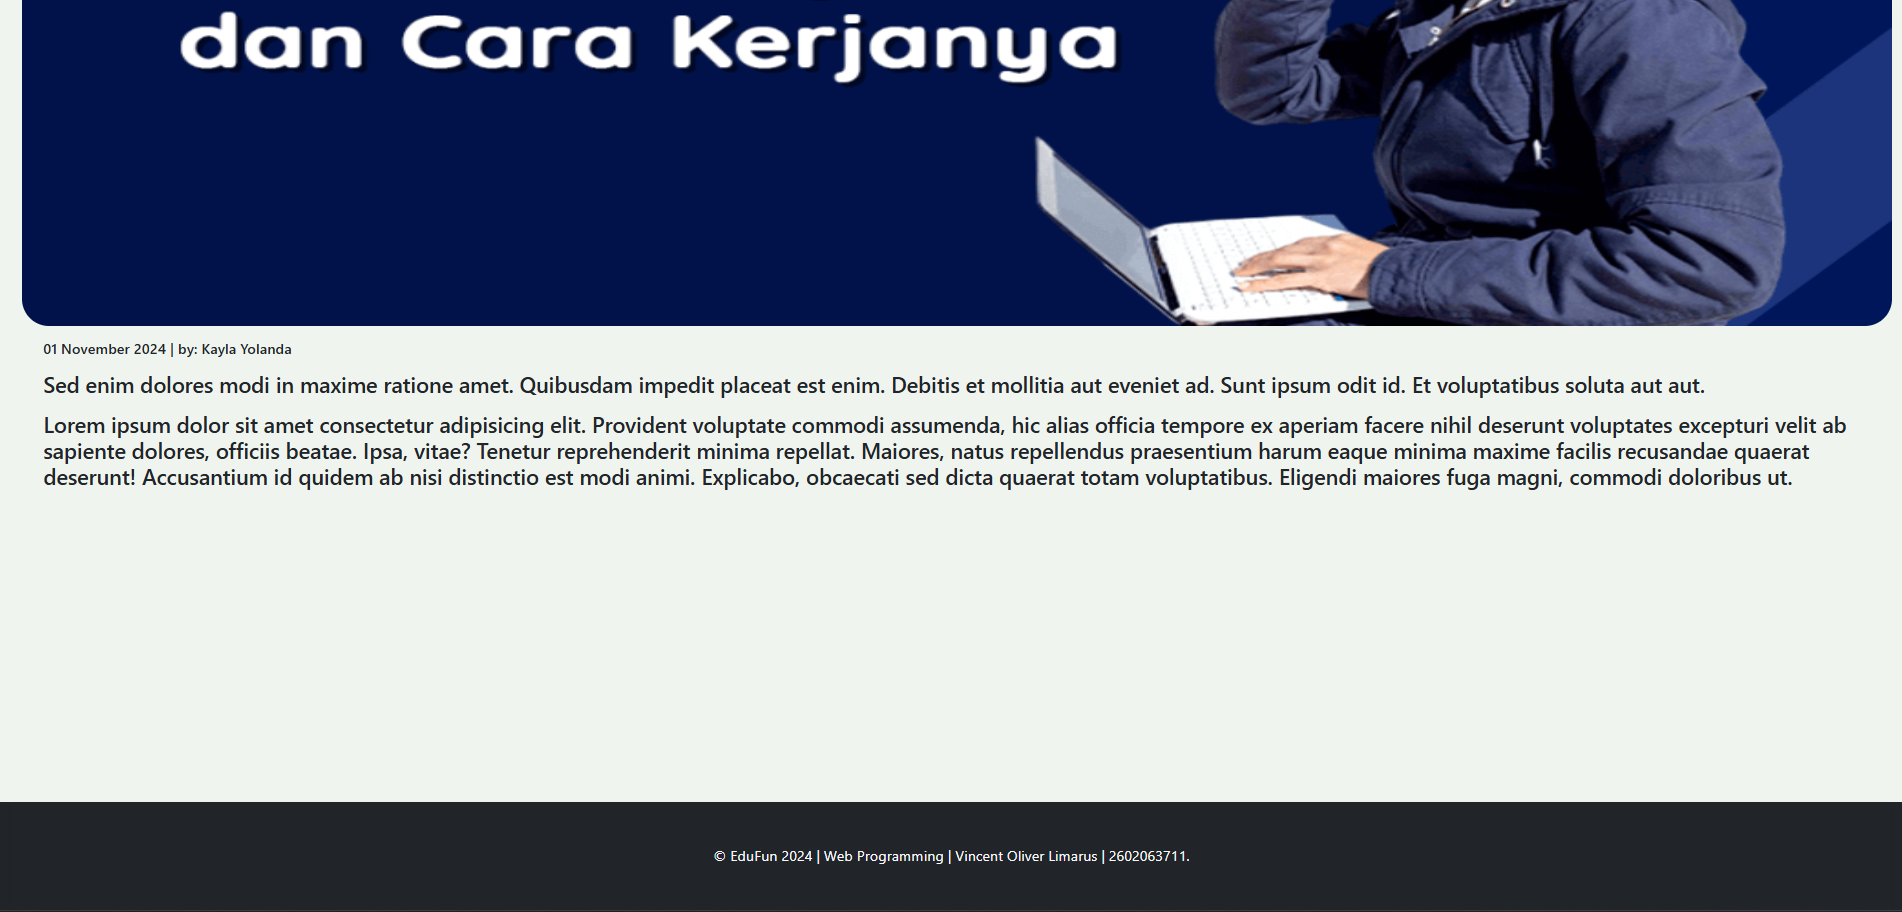 dan Cara Kerjanya
01 November 2024 | by: Kayla Yolanda
Sed enim dolores modi in maxime ratione amet. Quibusdam impedit placeat est enim. Debitis et mollitia aut eveniet ad. Sunt ipsum odit id. Et voluptatibus soluta aut aut.
Lorem ipsum dolor sit amet consectetur adipisicing elit. Provident voluptate commodi assumenda, hic alias officia tempore ex aperiam facere nihil deserunt voluptates excepturi velit ab
sapiente dolores, officiis beatae. Ipsa, vitae? Tenetur reprehenderit minima repellat. Maiores, natus repellendus praesentium harum eaque minima maxime facilis recusandae quaerat
deserunt! Accusantium id quidem ab nisi distinctio est modi animi. Explicabo, obcaecati sed dicta quaerat totam voluptatibus. Eligendi maiores fuga magni, commodi doloribus ut.
© EduFun 2024 | Web Programming | Vincent Oliver Limarus | 2602063711.